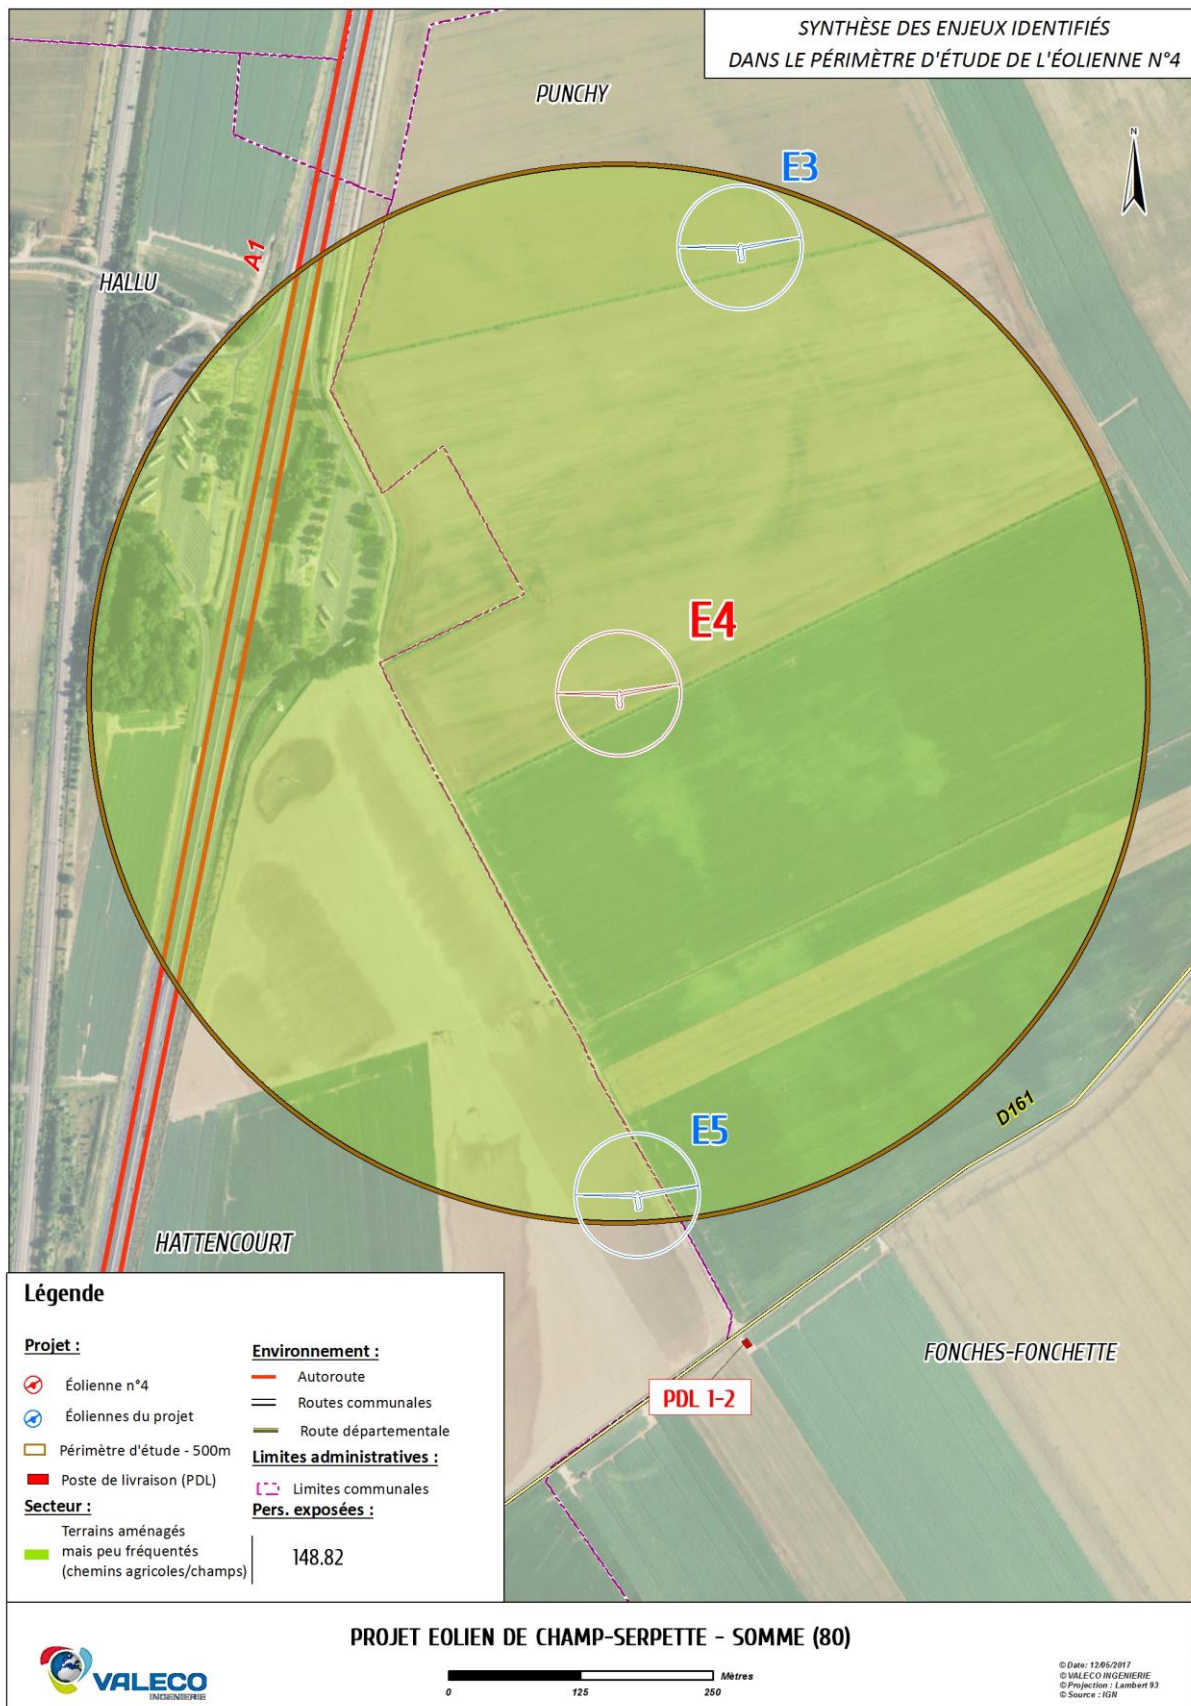 SYNTHÈSE DES ENJEUX IDENTIFIÉS
DANS LE PÉRIMÈTRE D'ÉTUDE DE L'ÉOLIENNE N°4
PUNCHY
N
E3
A1
HALLU
E4
E5
D161
HATTENCOURT
FONCHES-FONCHETTE
PDL 1-2
Légende
Projet :
Éolienne n°4
Éoliennes du projet
Périmètre d'étude - 500m
Poste de livraison (PDL)
Secteur :
Terrains aménagés
mais peu fréquentés
(chemins agricoles/champs)
Environnement :
Autoroute
Routes communales
Route départementale
Limites administratives :
Limites communales
Pers. exposées :
148.82
PROJET EOLIEN DE CHAMP-SERPETTE - SOMME (80)
VALECO
INGENIERIE
Mètres
0 125 250
© Date: 12/05/2017
© VALECO INGENIERIE
© Projection : Lambert 93
© Source : IGN